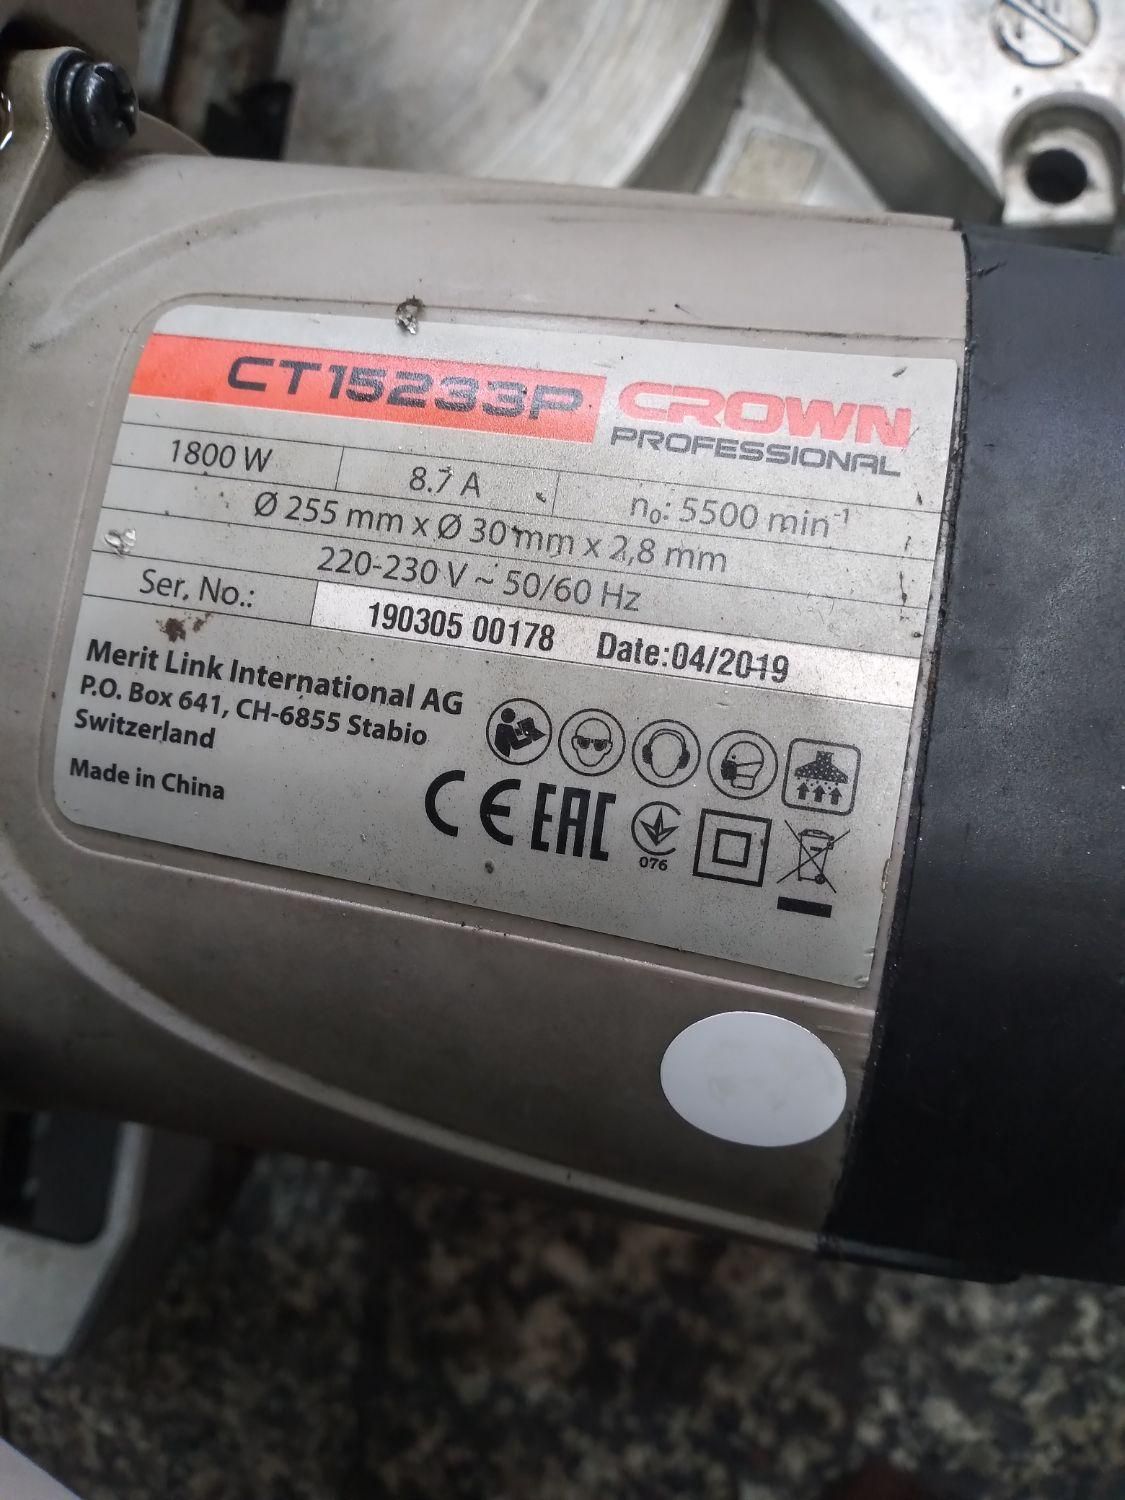 CT15233P CROWN
PROFESSIONAL
1800 W 8.7 A n₀: 5500 min⁻¹
Ø 255 mm x Ø 30 mm x 2,8 mm
220-230 V ~ 50/60 Hz
Ser. No.: 190305 00178 Date:04/2019
Merit Link International AG
P.O. Box 641, CH-6855 Stabio
Switzerland
Made in China
CE EAC
076